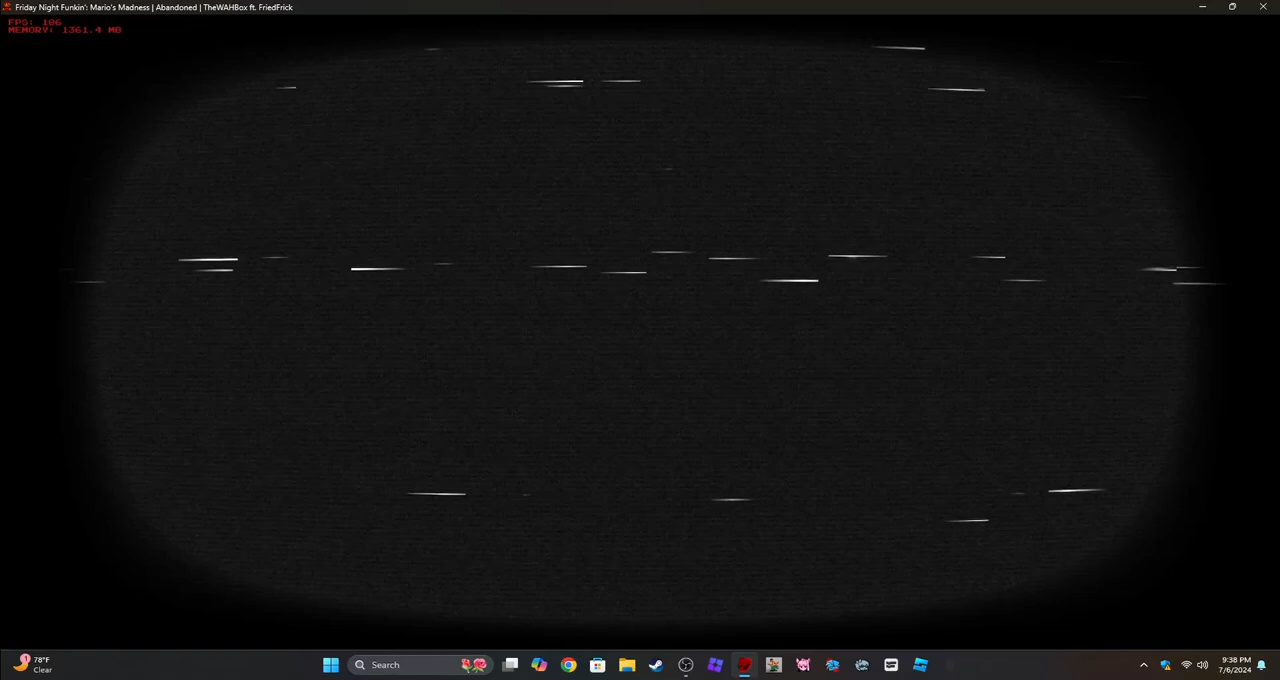 Friday Night Funkin': Mario's Madness | Abandoned | TheWAHBox ft. FriedFrick
FPS: 106
MEMORY: 1361.4 MB
1
78°F
Clear
Search
9:38 PM
7/6/2024